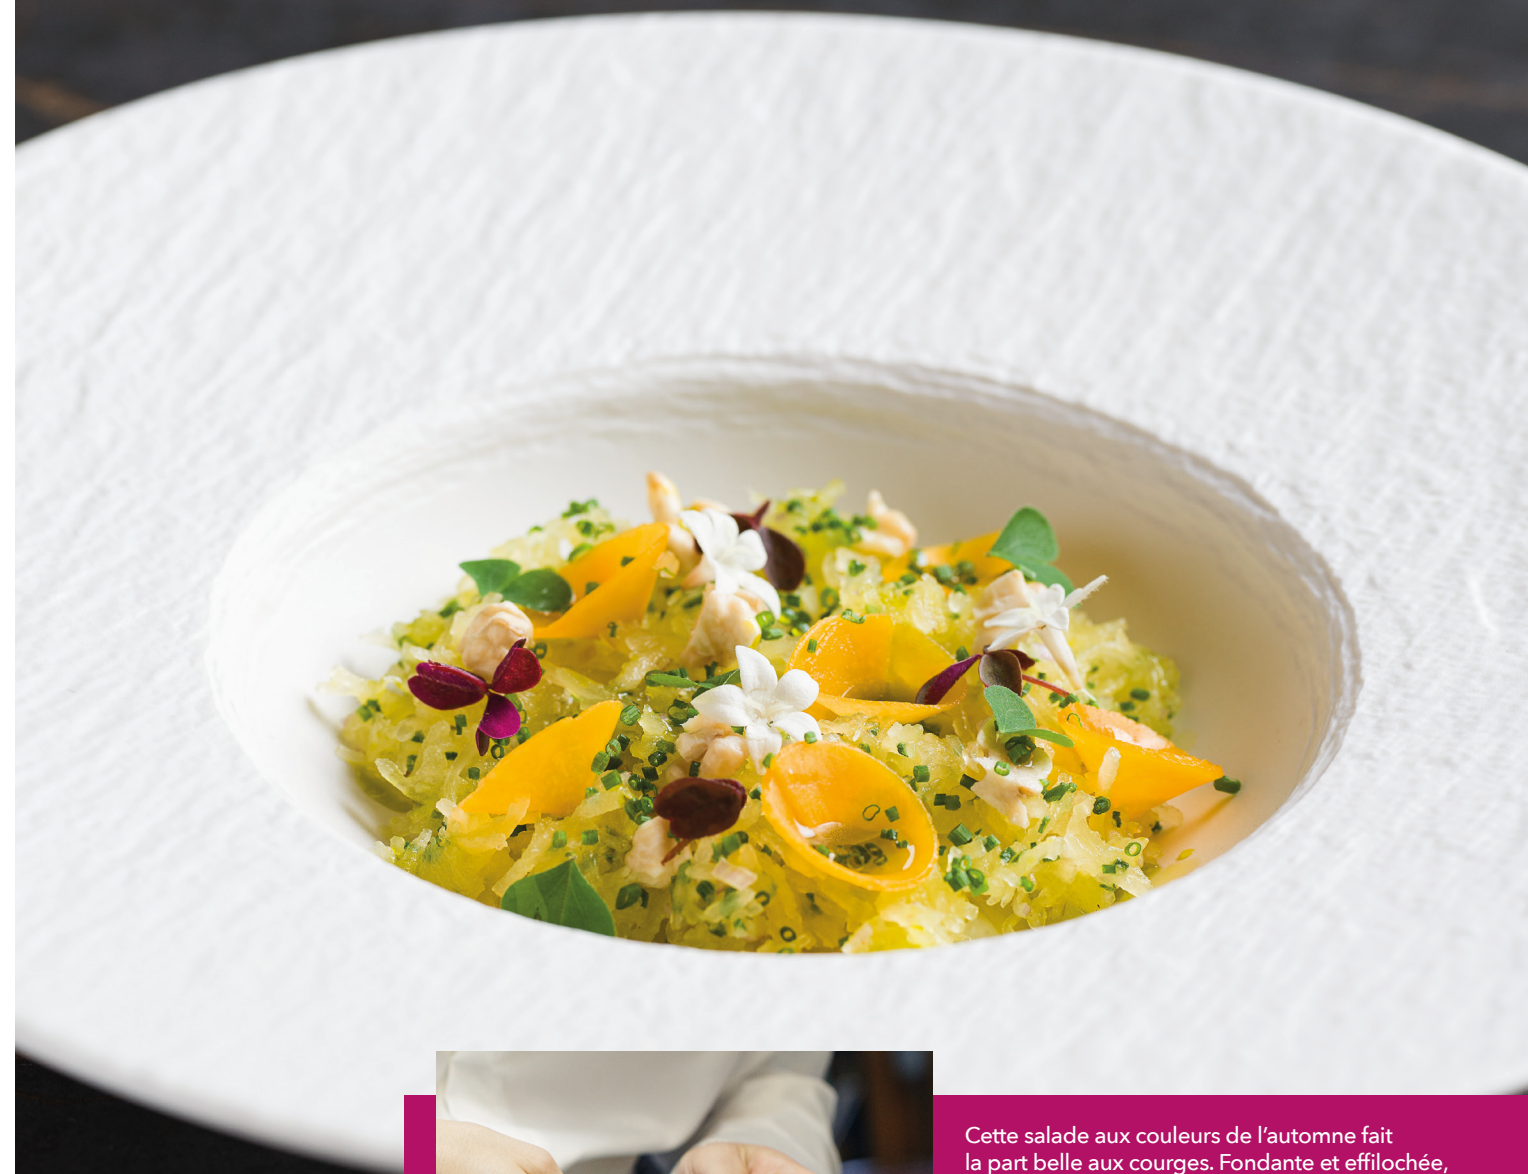 Cette salade aux couleurs de l'automne fait
la part belle aux courges. Fondante et effilochée,